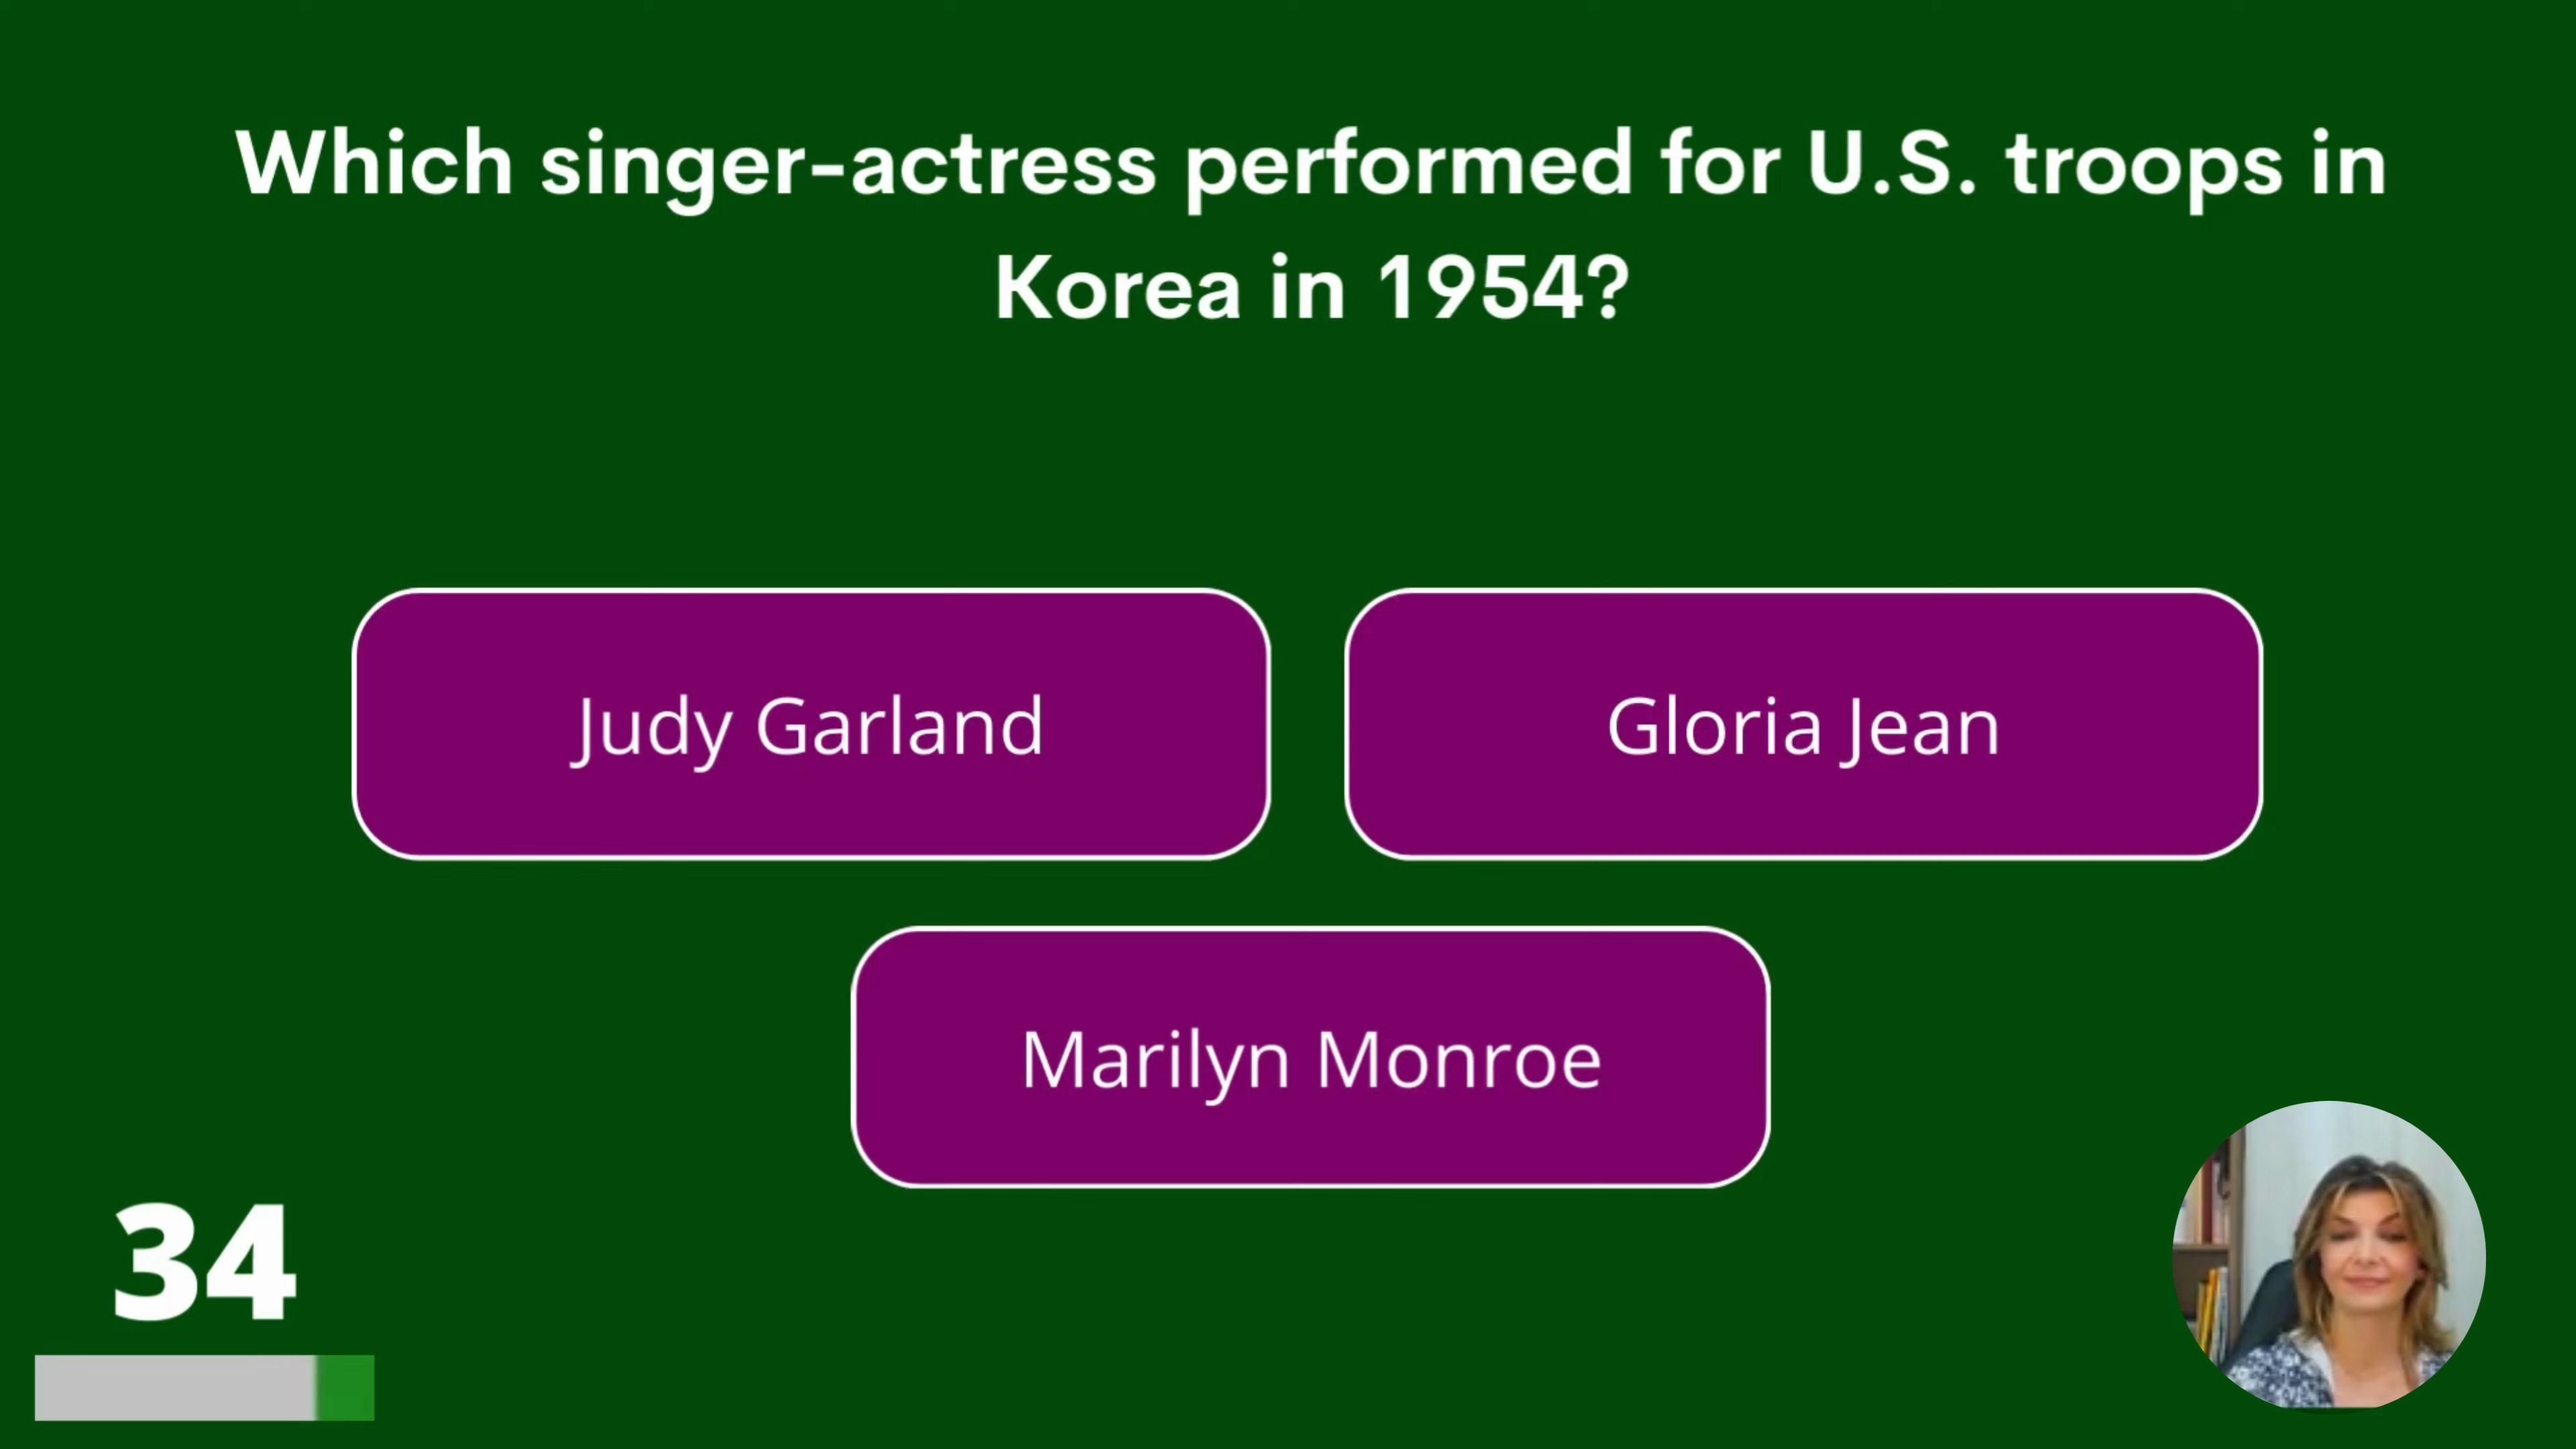 Which singer-actress performed for U.S. troops in
Korea in 1954?
Judy Garland
Gloria Jean
Marilyn Monroe
34